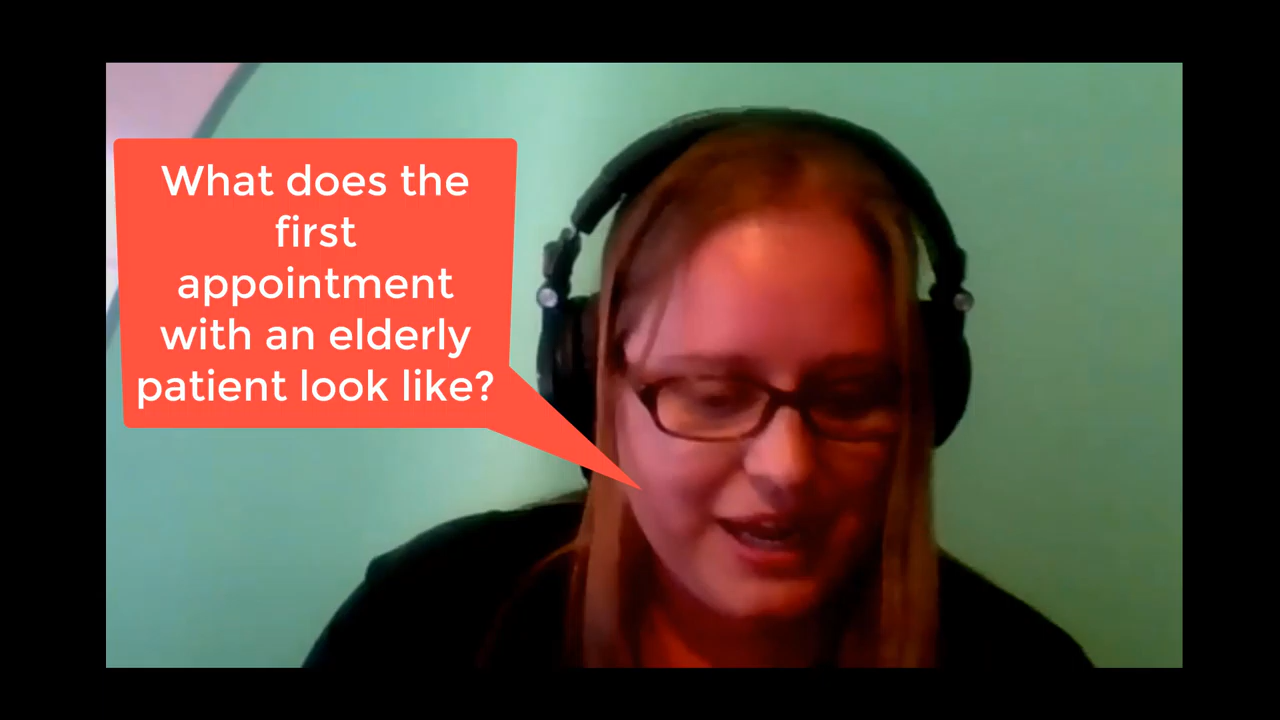 What does the
first
appointment
with an elderly
patient look like?